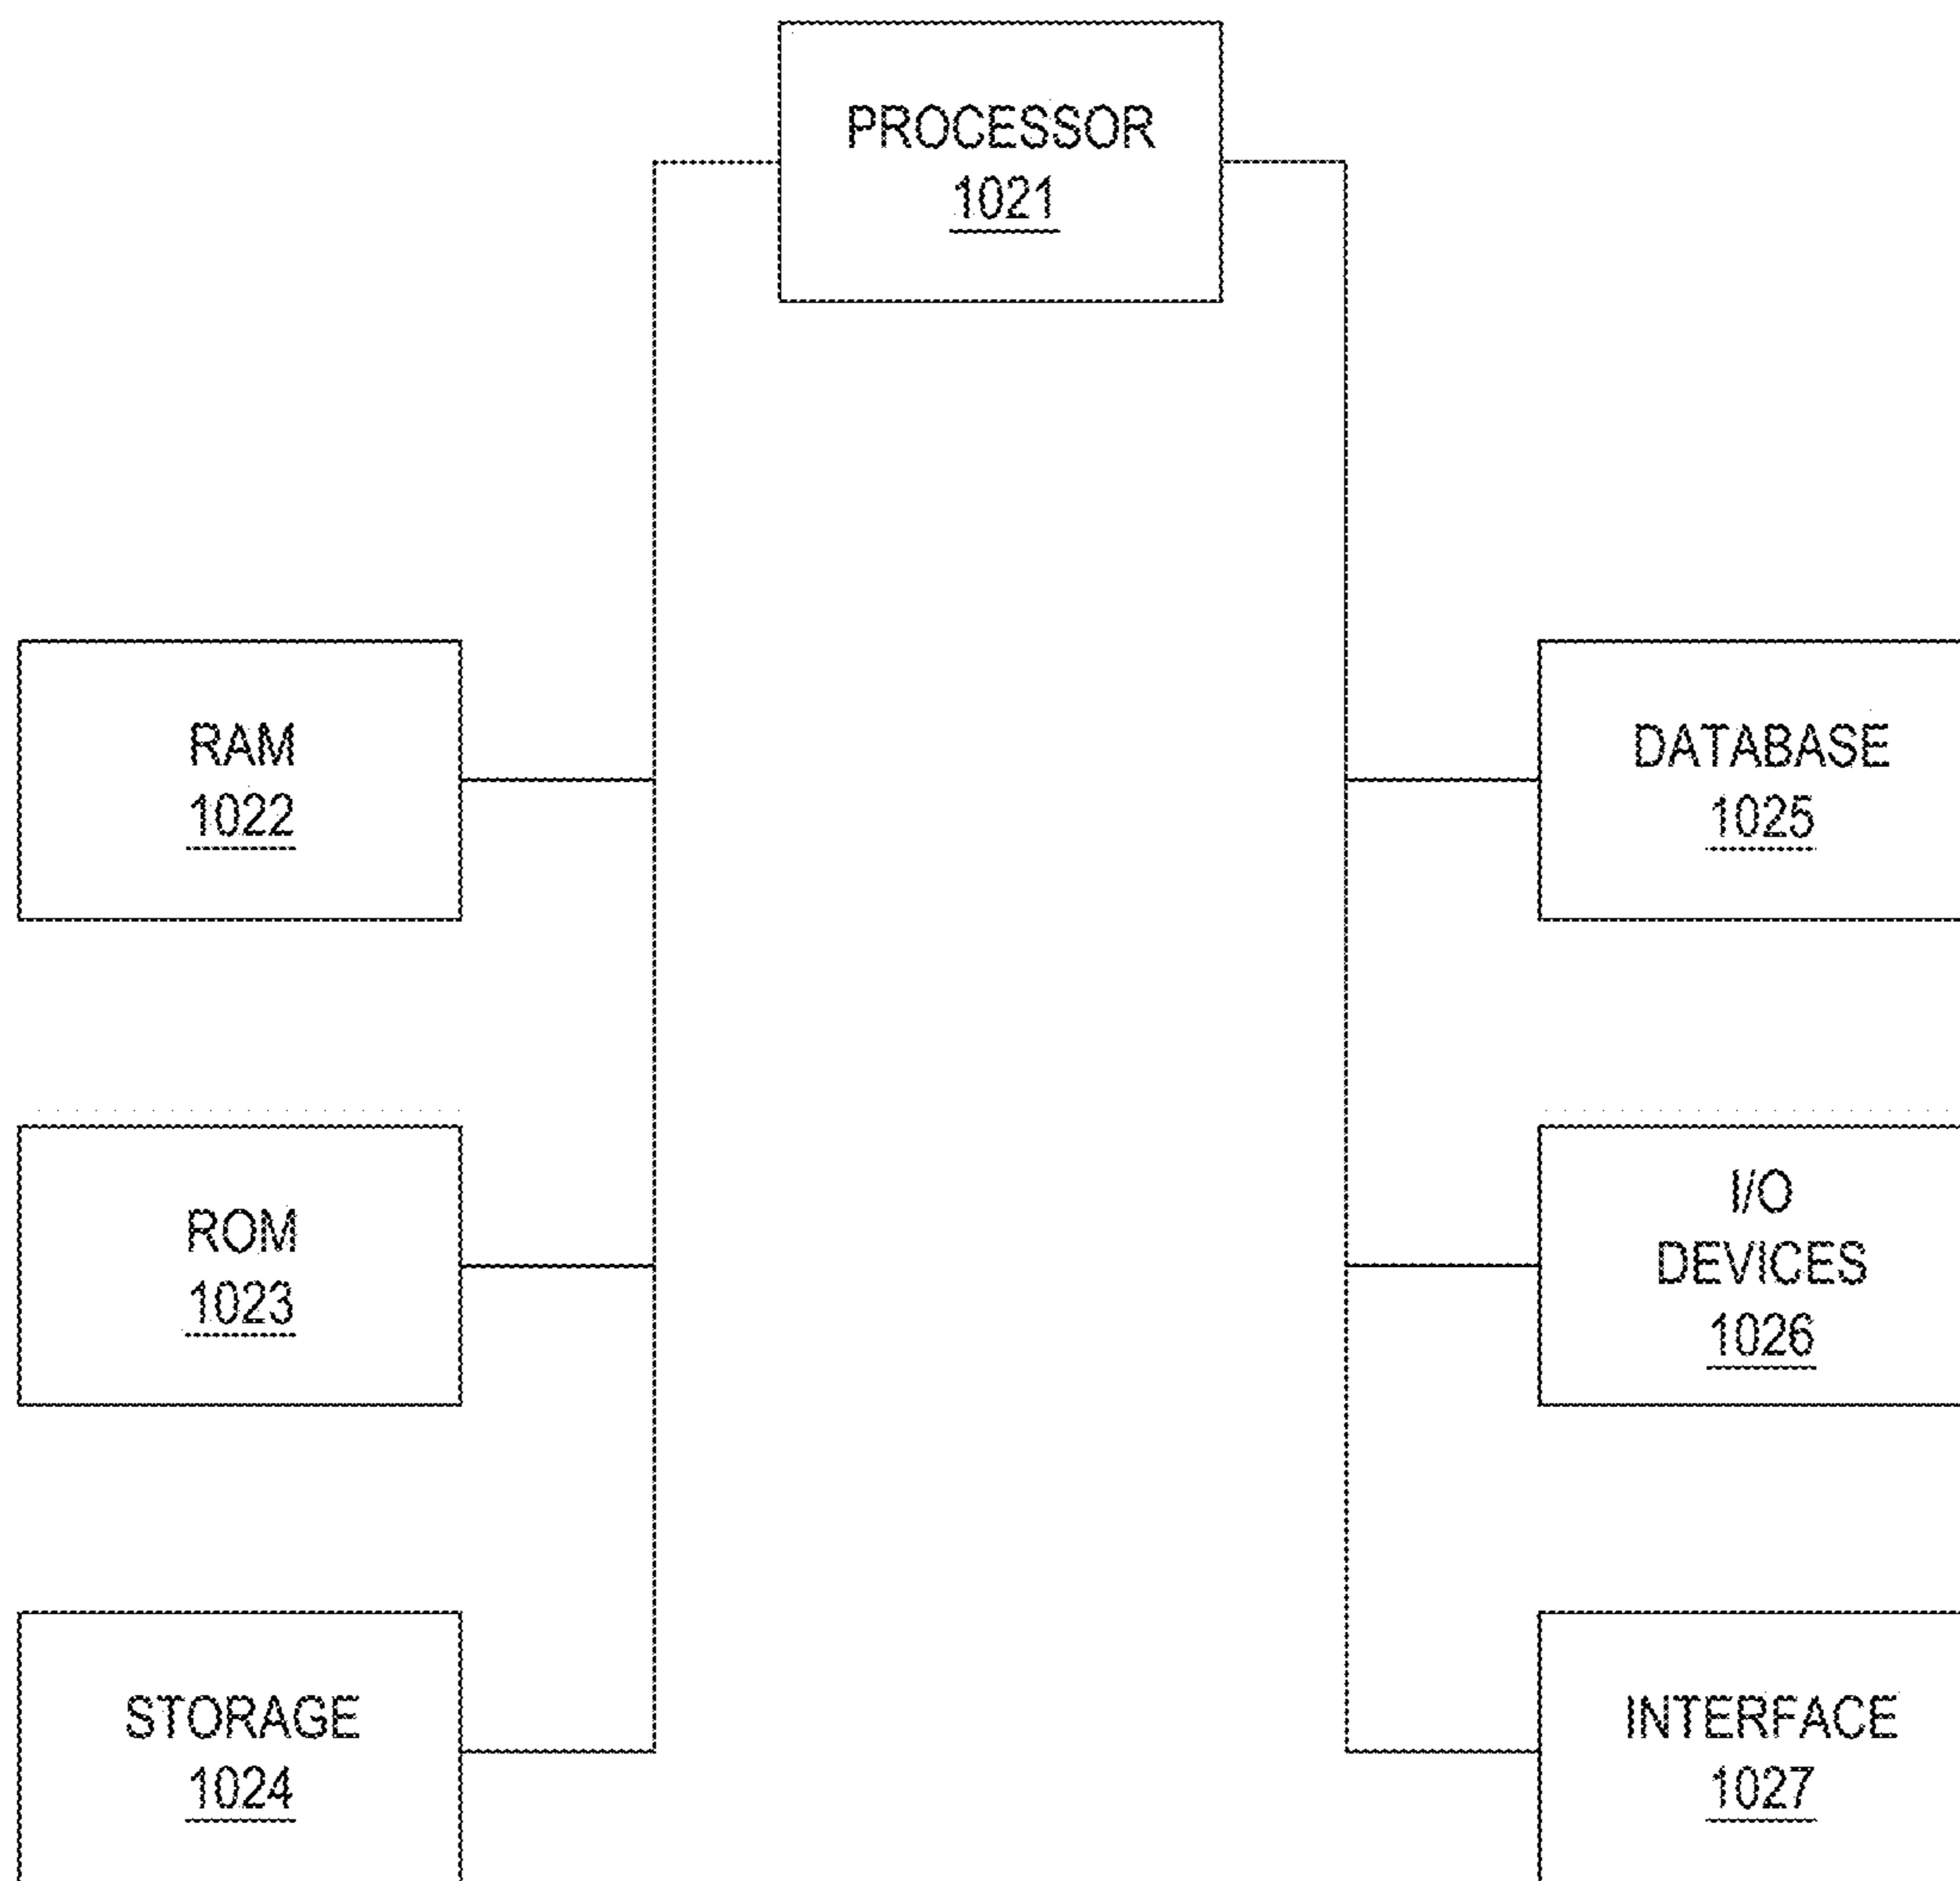 PROCESSOR
1021
RAM
1022
DATABASE
1025
ROM
1023
I/O
DEVICES
1026
STORAGE
1024
INTERFACE
1027